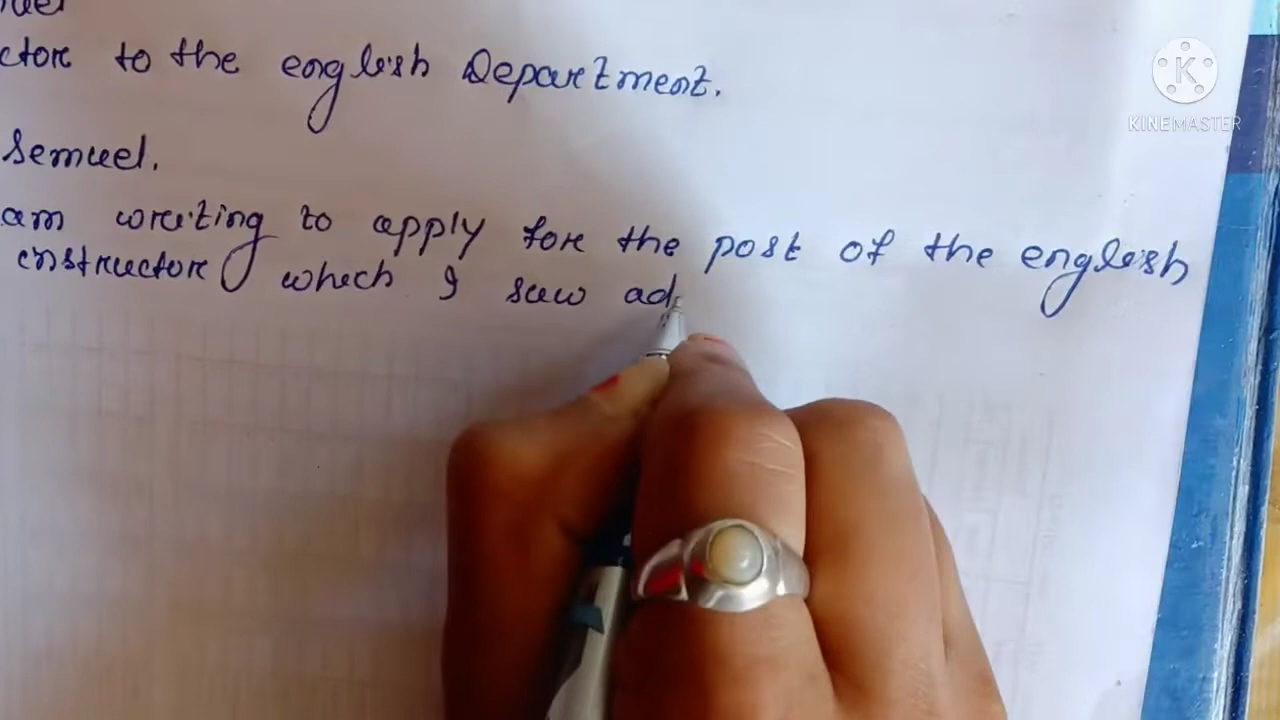 ctor to the english Department.
Semuel.
am writing to apply for the post of the english
instructor which I saw ad
KINEMASTER